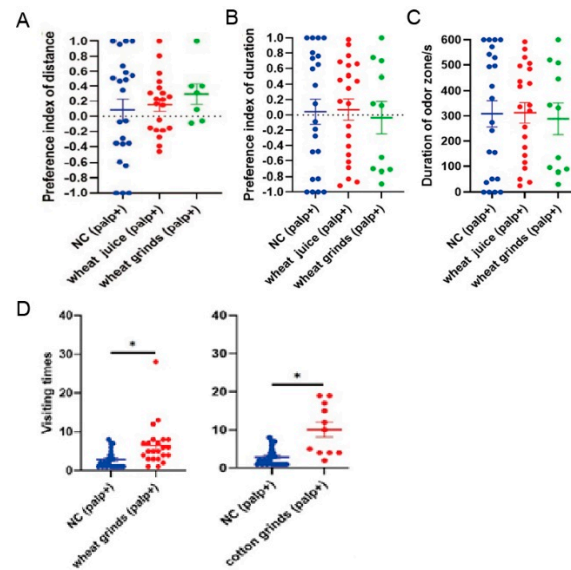 A
Preference index of distance
1.0
0.8
0.6
0.4
0.2
0.0
-0.2
-0.4
-0.6
-0.8
-1.0
NC (palp+)
wheat juice (palp+)
wheat grinds (palp+)
B
Preference index of duration
1.0
0.8
0.6
0.4
0.2
0.0
-0.2
-0.4
-0.6
-0.8
-1.0
NC (palp+)
wheat juice (palp+)
wheat grinds (palp+)
C
Duration of odor zone/s
600
500
400
300
200
100
0
NC (palp+)
wheat juice (palp+)
wheat grinds (palp+)
D
Visiting times
40
30
20
10
0
*
NC (palp+)
wheat grinds (palp+)
40
30
20
10
0
*
NC (palp+)
cotton grinds (palp+)